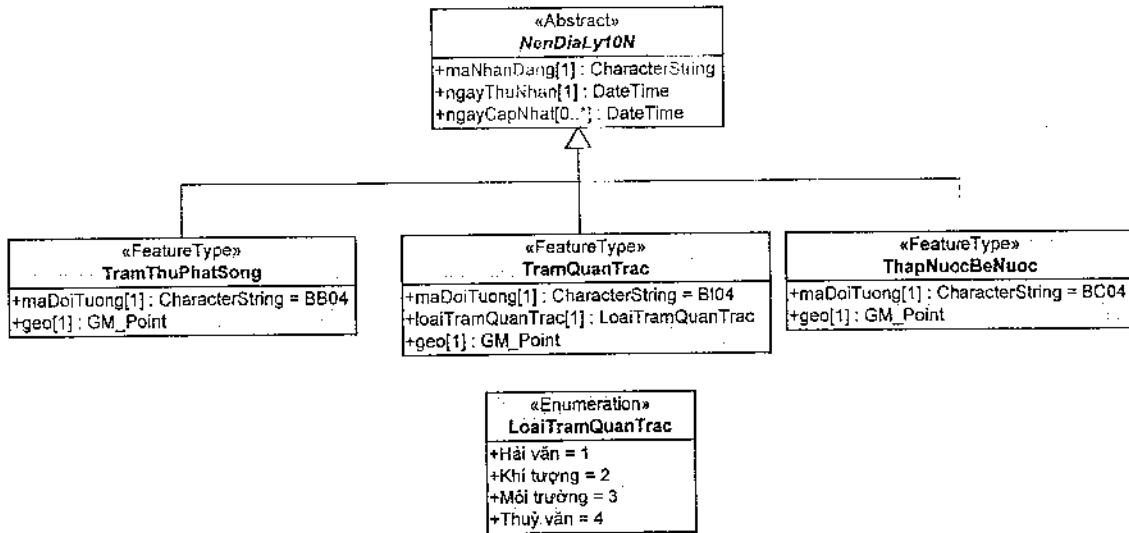 «Abstract»
NenDiaLy10N
+maNhanDang[1] : CharacterString
+ngayThuNhan[1] : DateTime
+ngayCapNhat[0..*] : DateTime
«FeatureType»
TramThuPhatSong
+maDoiTuong[1] : CharacterString = BB04
+geo[1] : GM_Point
«FeatureType»
TramQuanTrac
+maDoiTuong[1] : CharacterString = BI04
+loaiTramQuanTrac[1] : LoaiTramQuanTrac
+geo[1] : GM_Point
«FeatureType»
ThapNuocBeNuoc
+maDoiTuong[1] : CharacterString = BC04
+geo[1] : GM_Point
«Enumeration»
LoaiTramQuanTrac
+Hải văn = 1
+Khí tượng = 2
+Môi trường = 3
+Thuỷ văn = 4